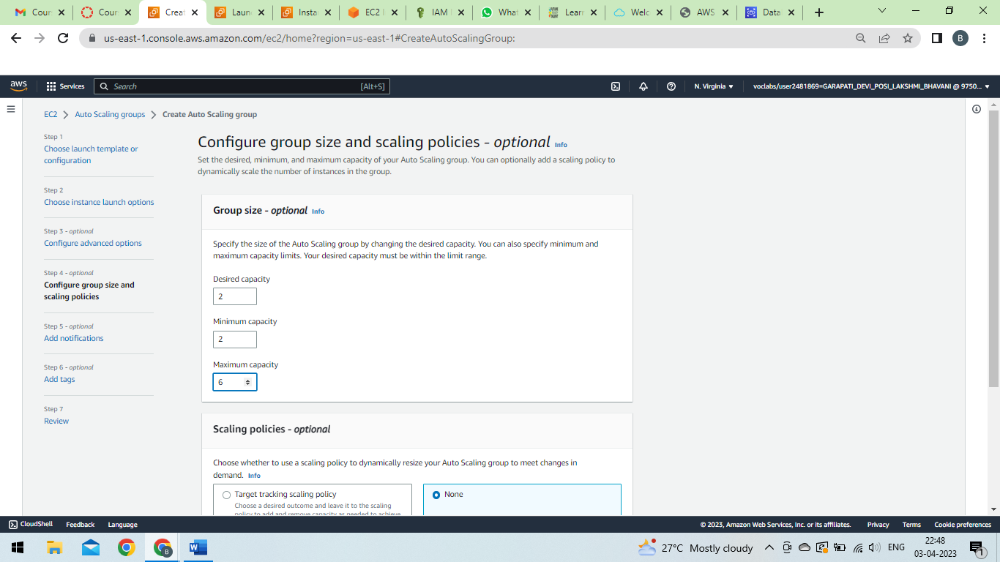 Cour
Cour
Creat
Laun
Insta
EC2 I
IAM
What
Learn
Welc
AWS
Data
us-east-1.console.aws.amazon.com/ec2/home?region=us-east-1#CreateAutoScalingGroup:
B
aws
Services
Search
[Alt+S]
N. Virginia
voclabs/user2481869=GARAPATI_DEVI_POSI_LAKSHMI_BHAVANI @ 9750...
EC2
Auto Scaling groups
Create Auto Scaling group
Step 1
Choose launch template or
configuration
Step 2
Choose instance launch options
Step 3 - optional
Configure advanced options
Step 4 - optional
Configure group size and
scaling policies
Step 5 - optional
Add notifications
Step 6 - optional
Add tags
Step 7
Review
Configure group size and scaling policies - optional Info
Set the desired, minimum, and maximum capacity of your Auto Scaling group. You can optionally add a scaling policy to
dynamically scale the number of instances in the group.
Group size - optional Info
Specify the size of the Auto Scaling group by changing the desired capacity. You can also specify minimum and
maximum capacity limits. Your desired capacity must be within the limit range.
Desired capacity
2
Minimum capacity
2
Maximum capacity
6
Scaling policies - optional
Choose whether to use a scaling policy to dynamically resize your Auto Scaling group to meet changes in
demand. Info
Target tracking scaling policy
Choose a desired outcome and leave it to the scaling
policy to add and remove capacity as needed to achieve
None
CloudShell
Feedback
Language
© 2023, Amazon Web Services, Inc. or its affiliates.
Privacy
Terms
Cookie preferences
27°C Mostly cloudy
ENG
22:48
03-04-2023
1